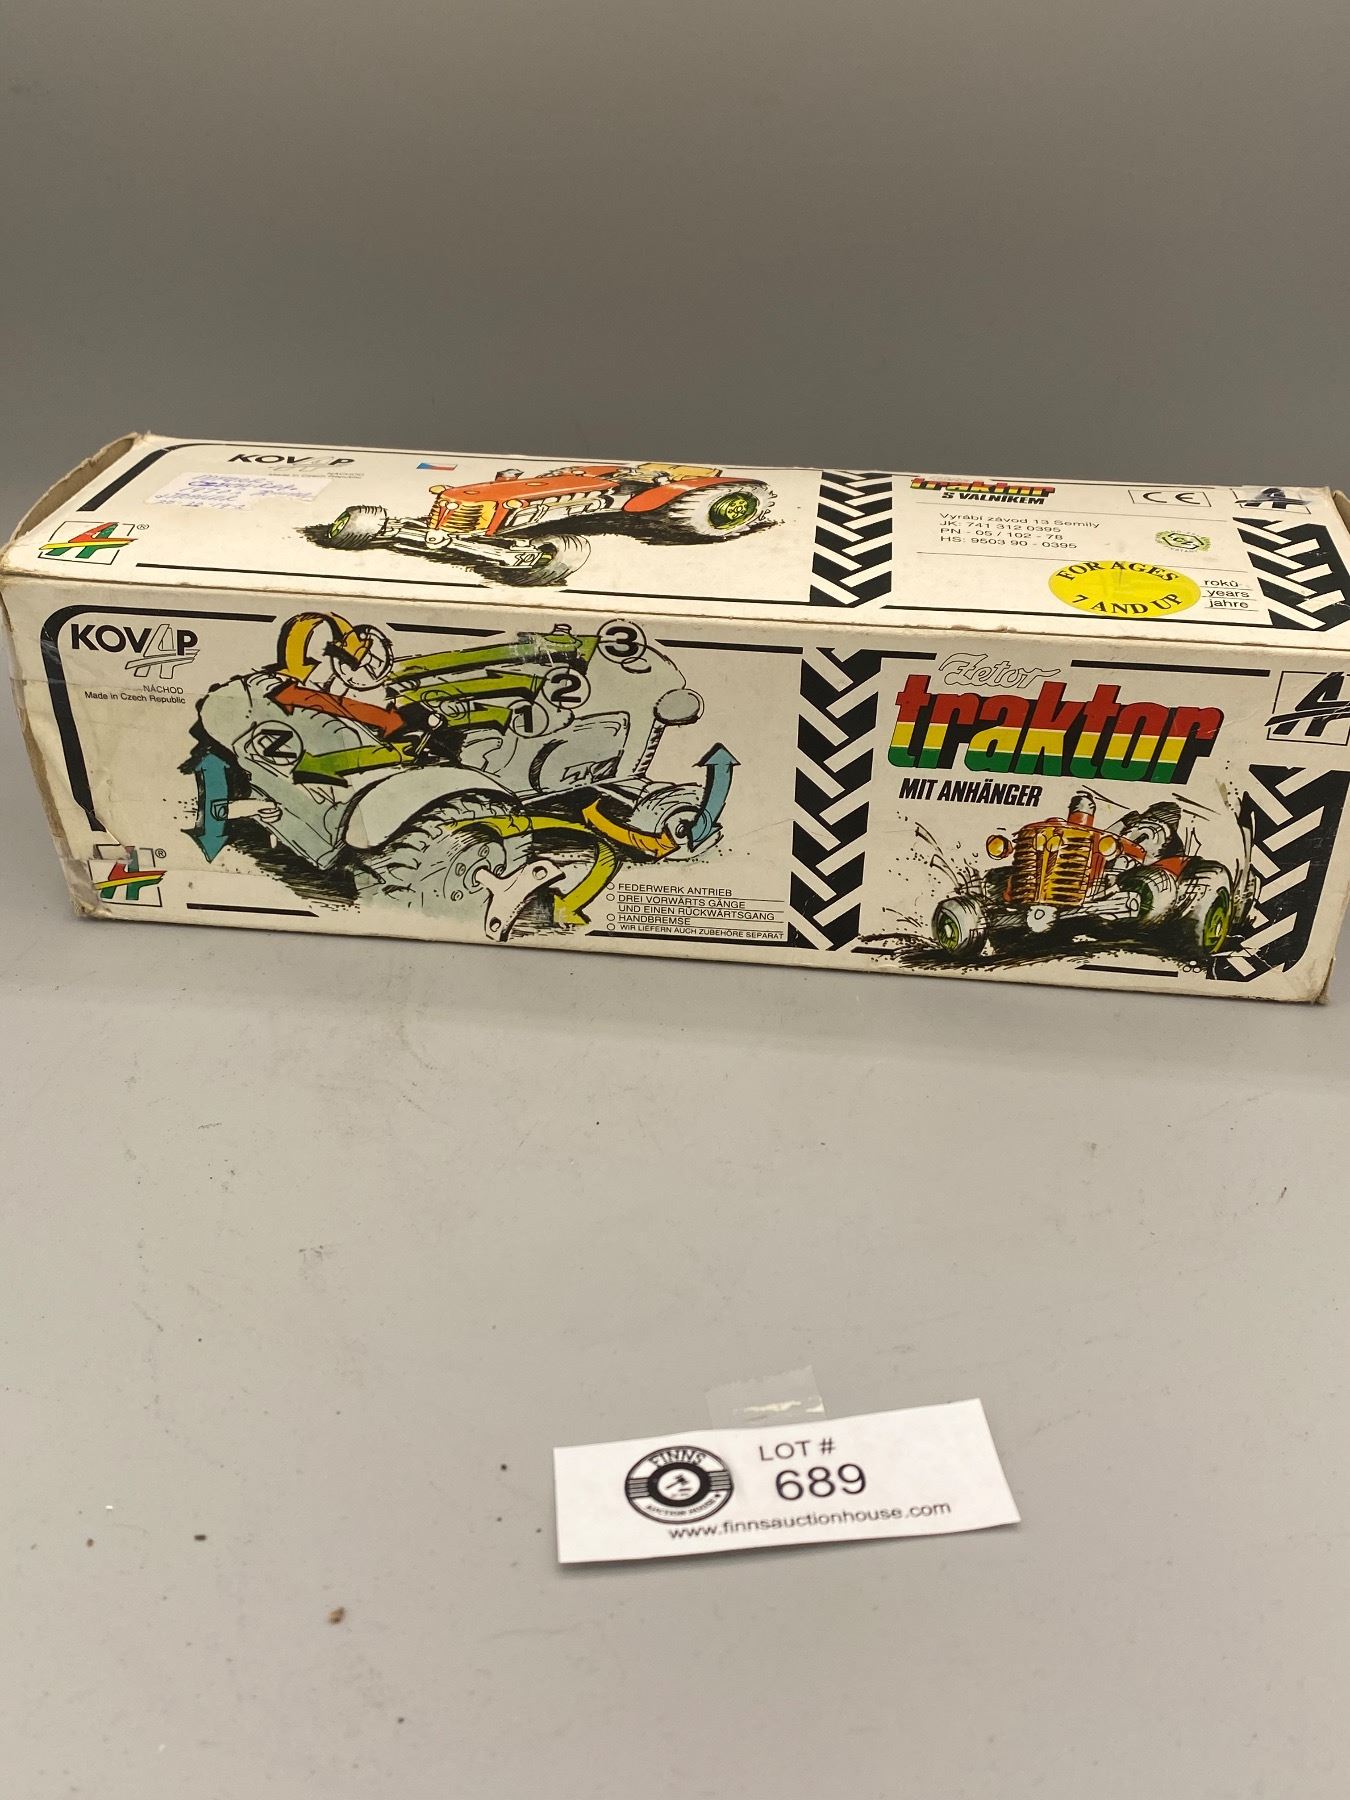 KOVAP
NÁCHOD
Made in Czech Republic
traktor
S VALNÍKEM
CE
Vyrábí závod 13 Semily
JK: 741 312 0395
PN - 05 / 102 - 78
HS: 9503 90 - 0395
FOR AGES
7 AND UP
roků
years
jahre
®
KOVAP
NÁCHOD
Made in Czech Republic
®
3
2
1
Z
FEDERWERK ANTRIEB
DREI VORWÄRTS GÄNGE
UND EINEN RÜCKWÄRTSGANG
HANDBREMSE
WIR LIEFERN AUCH ZUBEHÖRE SEPARAT
Zetor
traktor
MIT ANHÄNGER
FINNS
AUCTION HOUSE
LOT #
689
www.finnsauctionhouse.com